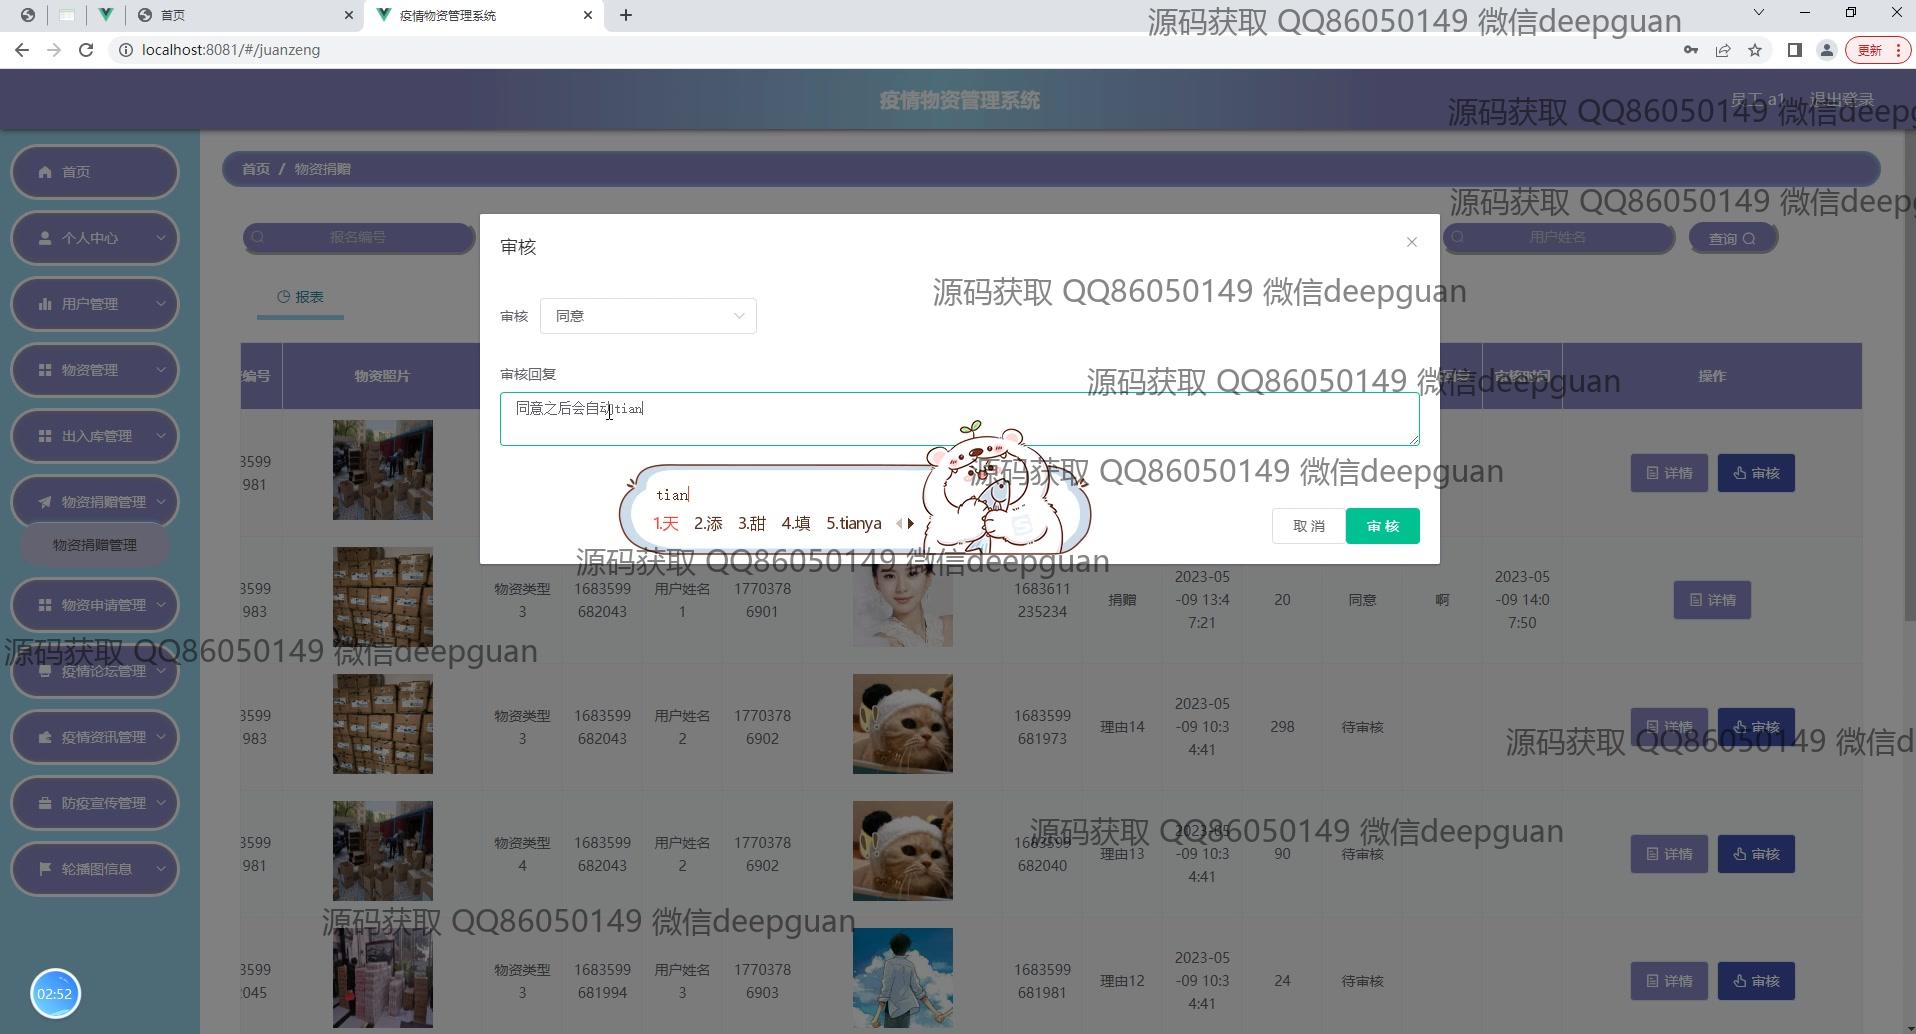 首页
疫情物资管理系统
源码获取 QQ86050149 微信deepguan
localhost:8081/#/juanzeng
更新
疫情物资管理系统
员工 a1
退出登录
源码获取 QQ86050149 微信deepg
首页
首页 / 物资捐赠
源码获取 QQ86050149 微信deep
个人中心
报名编号
用户姓名
查询
审核
源码获取 QQ86050149 微信deepguan
用户管理
报表
审核 同意
物资管理
编号
物资照片
审核回复
源码获取 QQ86050149 微信deepguan
审核时间
操作
同意之后会自动tian
出入库管理
3599
981
源码获取 QQ86050149 微信deepguan
详情
审核
tian
1.天 2.添 3.甜 4.填 5.tianya
取 消
审 核
物资捐赠管理
物资捐赠管理
源码获取 QQ86050149 微信deepguan
3599
983
物资类型
3
1683599
682043
用户姓名
1
1770378
6901
1683611
235234
捐赠
2023-05
-09 13:4
7:21
20
同意
啊
2023-05
-09 14:0
7:50
详情
物资申请管理
源码获取 QQ86050149 微信deepguan
疫情论坛管理
3599
983
物资类型
3
1683599
682043
用户姓名
2
1770378
6902
1683599
681973
理由14
2023-05
-09 10:3
4:41
298
待审核
详情
审核
源码获取 QQ86050149 微信d
疫情资讯管理
防疫宣传管理
3599
981
物资类型
4
1683599
682043
用户姓名
2
1770378
6902
1683599
682040
理由13
2023-05
-09 10:3
4:41
90
待审核
详情
审核
源码获取 QQ86050149 微信deepguan
轮播图信息
源码获取 QQ86050149 微信deepguan
3599
2045
物资类型
3
1683599
681994
用户姓名
3
1770378
6903
1683599
681981
理由12
2023-05
-09 10:3
4:41
24
待审核
详情
审核
02:52